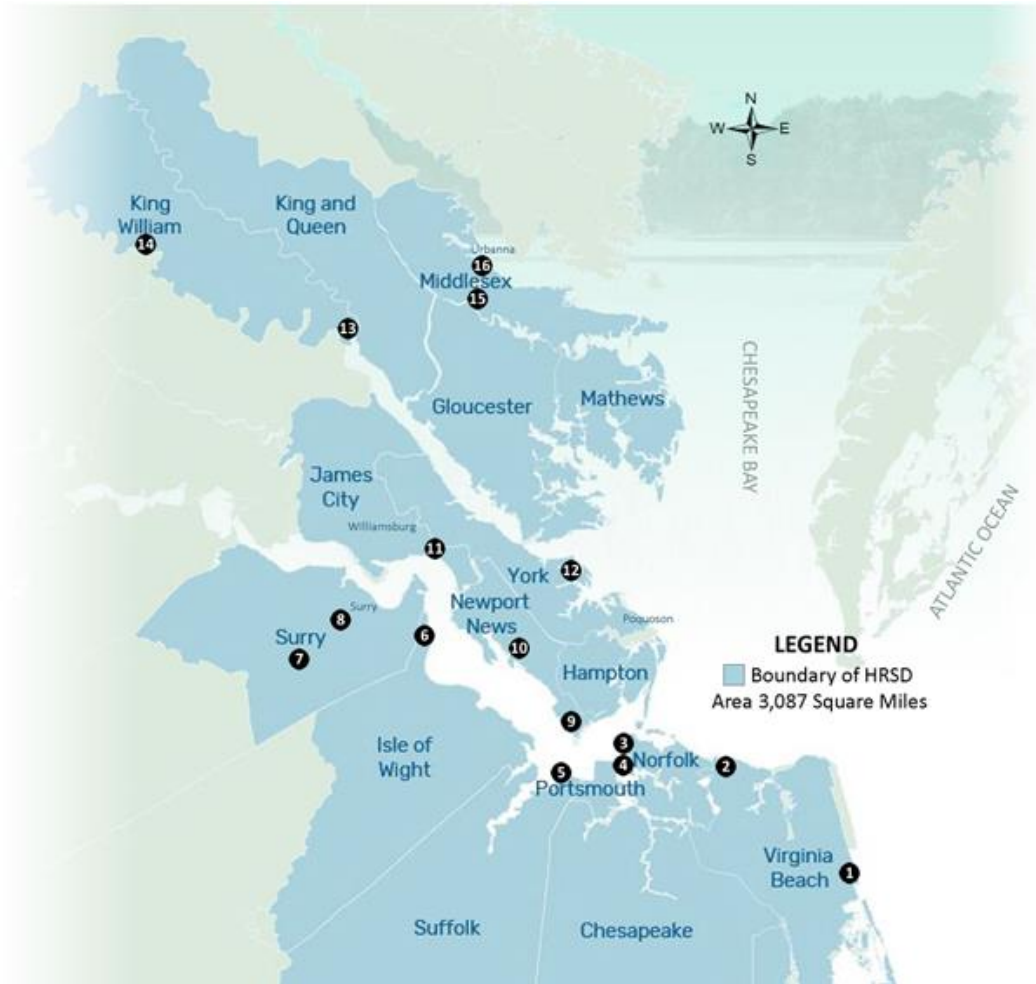 N
W E
S
King
William
14
King and
Queen
Urbanna
16
Middlesex
15
13
CHESAPEAKE BAY
Gloucester
Mathews
James
City
Williamsburg
11
York
12
ATLANTIC OCEAN
Newport
News
Poquoson
8
Surry
Surry
7
6
10
Hampton
LEGEND
Boundary of HRSD
Area 3,087 Square Miles
9
Isle of
Wight
3
4
Norfolk
2
5
Portsmouth
Virginia
Beach
1
Suffolk
Chesapeake